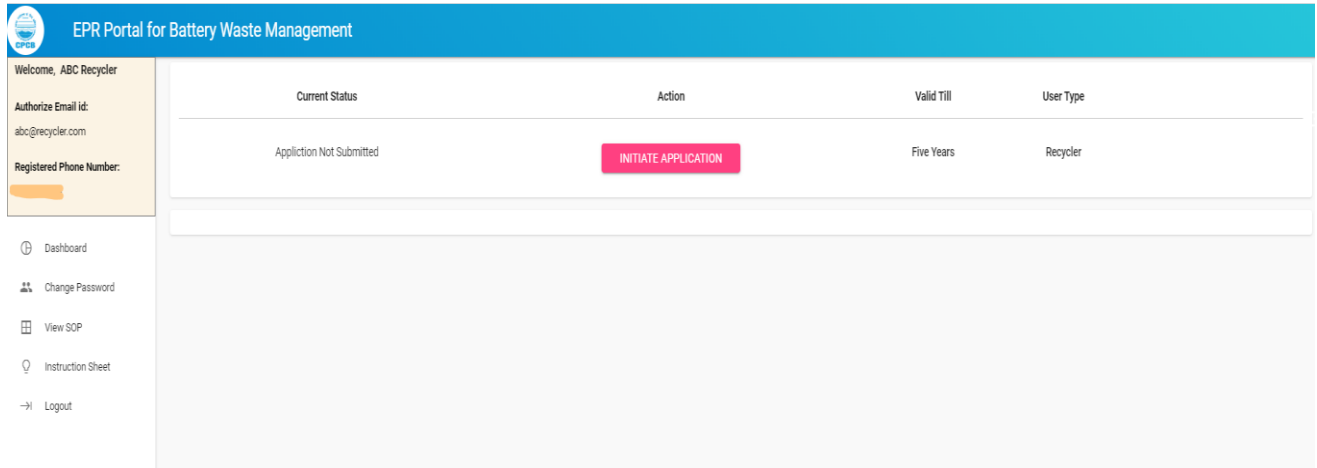 CPCB
EPR Portal for Battery Waste Management
Welcome, ABC Recycler
Authorize Email id:
abc@recycler.com
Registered Phone Number:
Dashboard
Change Password
View SOP
Instruction Sheet
Logout
Current Status Action Valid Till User Type
Appliction Not Submitted INITIATE APPLICATION Five Years Recycler